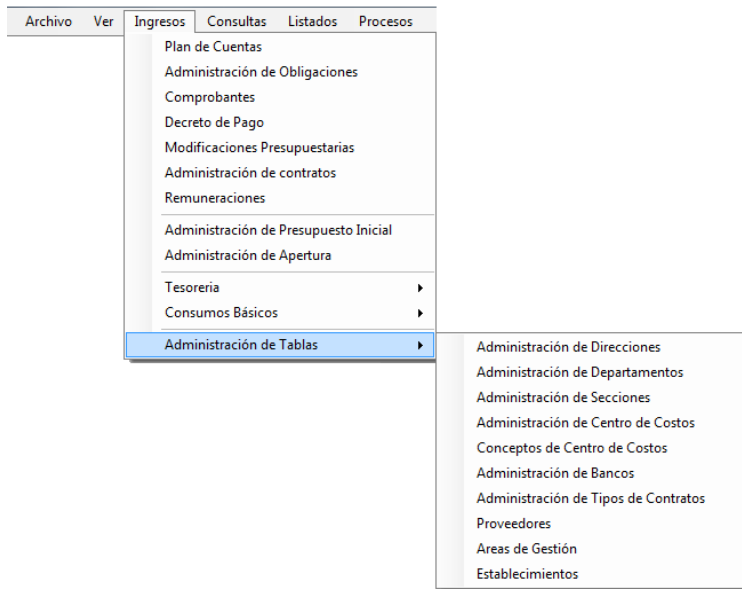 Archivo Ver Ingresos Consultas Listados Procesos
Plan de Cuentas
Administración de Obligaciones
Comprobantes
Decreto de Pago
Modificaciones Presupuestarias
Administración de contratos
Remuneraciones
Administración de Presupuesto Inicial
Administración de Apertura
Tesoreria
Consumos Básicos
Administración de Tablas
Administración de Direcciones
Administración de Departamentos
Administración de Secciones
Administración de Centro de Costos
Conceptos de Centro de Costos
Administración de Bancos
Administración de Tipos de Contratos
Proveedores
Areas de Gestión
Establecimientos